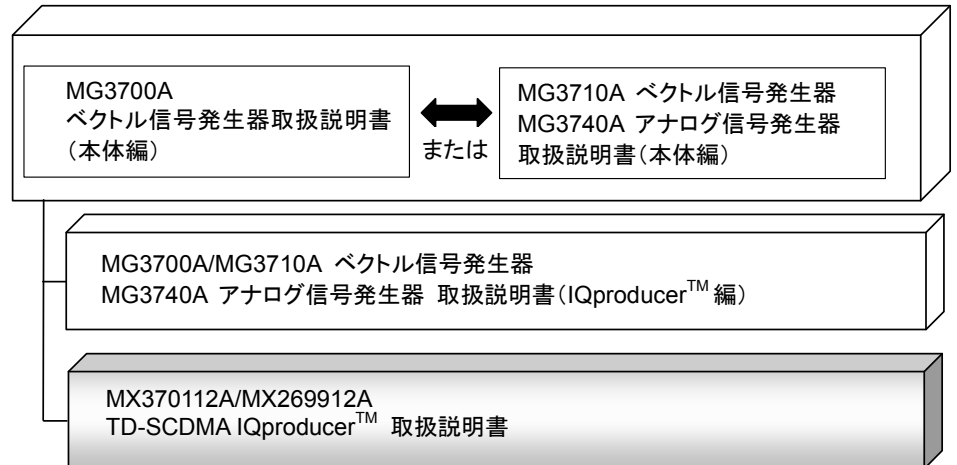 MG3700A
ベクトル信号発生器取扱説明書
（本体編）
または
MG3710A ベクトル信号発生器
MG3740A アナログ信号発生器
取扱説明書（本体編）
MG3700A/MG3710A ベクトル信号発生器
MG3740A アナログ信号発生器 取扱説明書（IQproducerTM 編）
MX370112A/MX269912A
TD-SCDMA IQproducerTM 取扱説明書